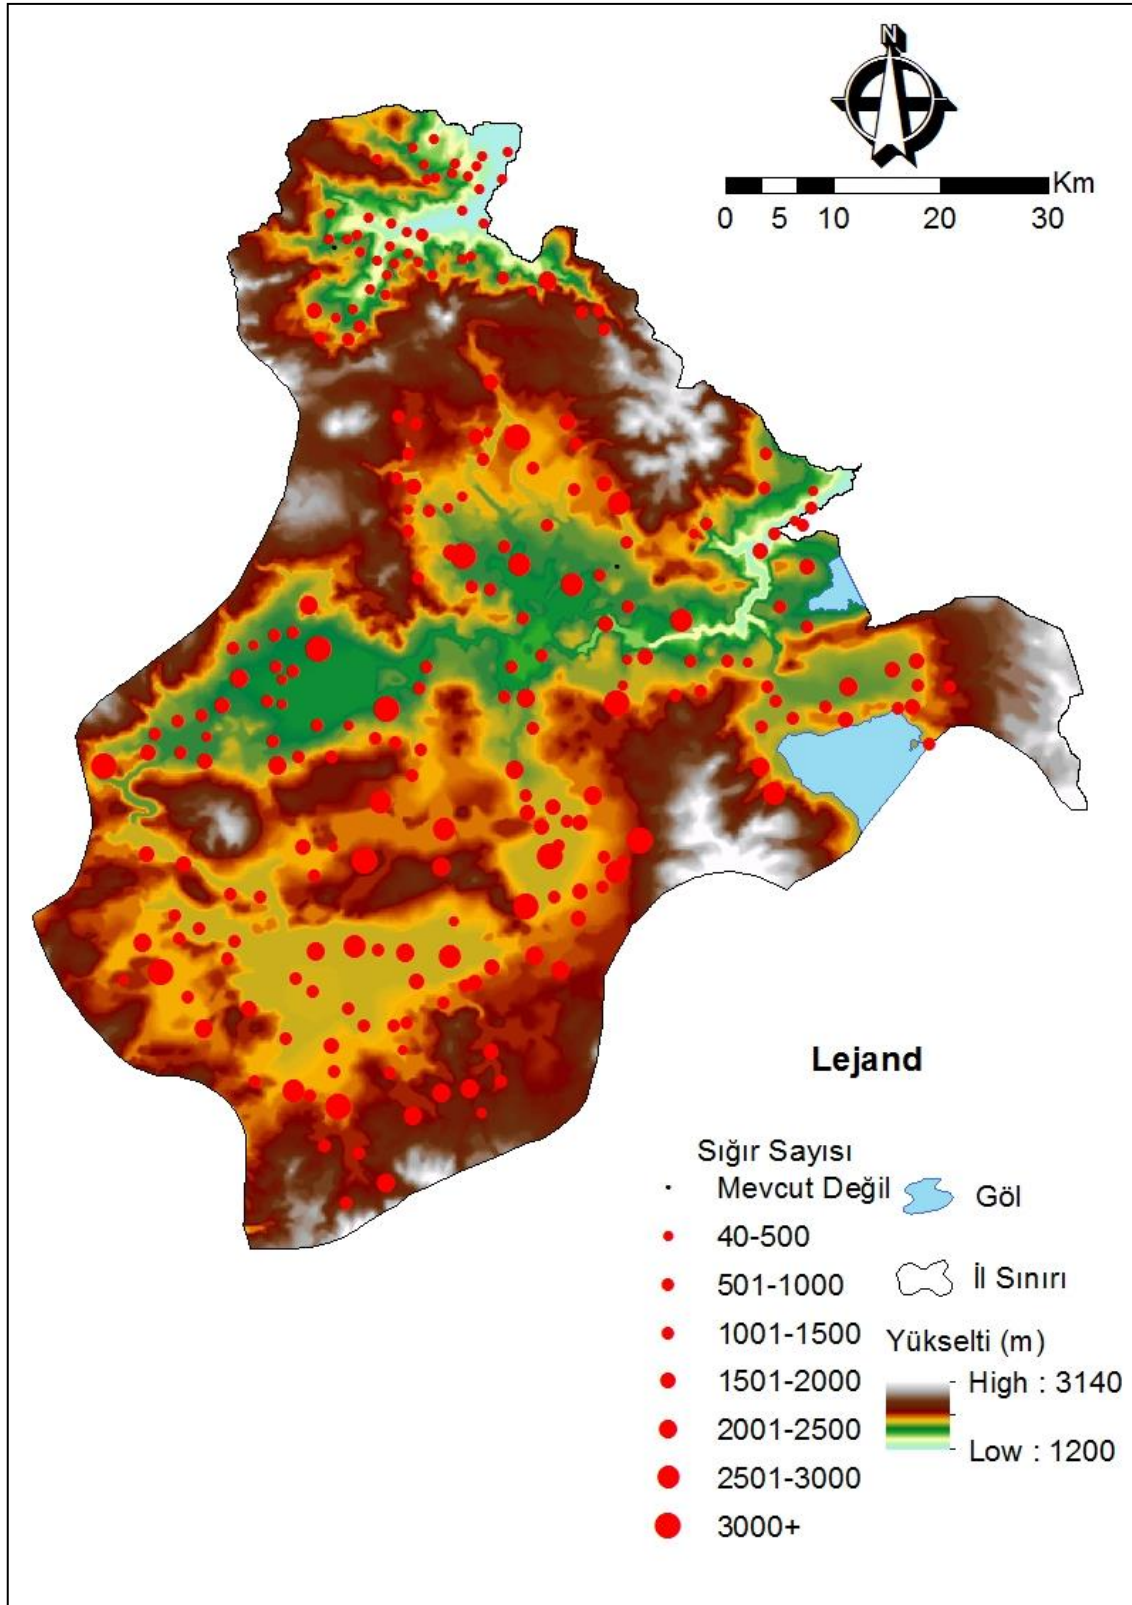 N
Km
0 5 10 20 30
Lejand
Sığır Sayısı
Mevcut Değil
40-500
501-1000
1001-1500
1501-2000
2001-2500
2501-3000
3000+
Göl
İl Sınırı
Yükselti (m)
High : 3140
Low : 1200